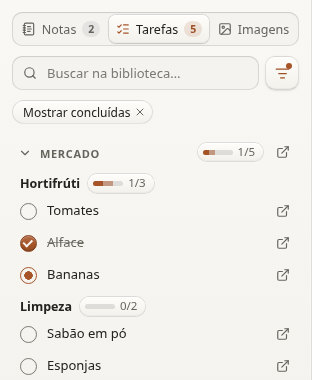 Notas 2 Tarefas 5 Imagens
Buscar na biblioteca...
Mostrar concluídas ×
MERCADO 1/5
Hortifrúti 1/3
Tomates
Alface
Bananas
Limpeza 0/2
Sabão em pó
Esponjas